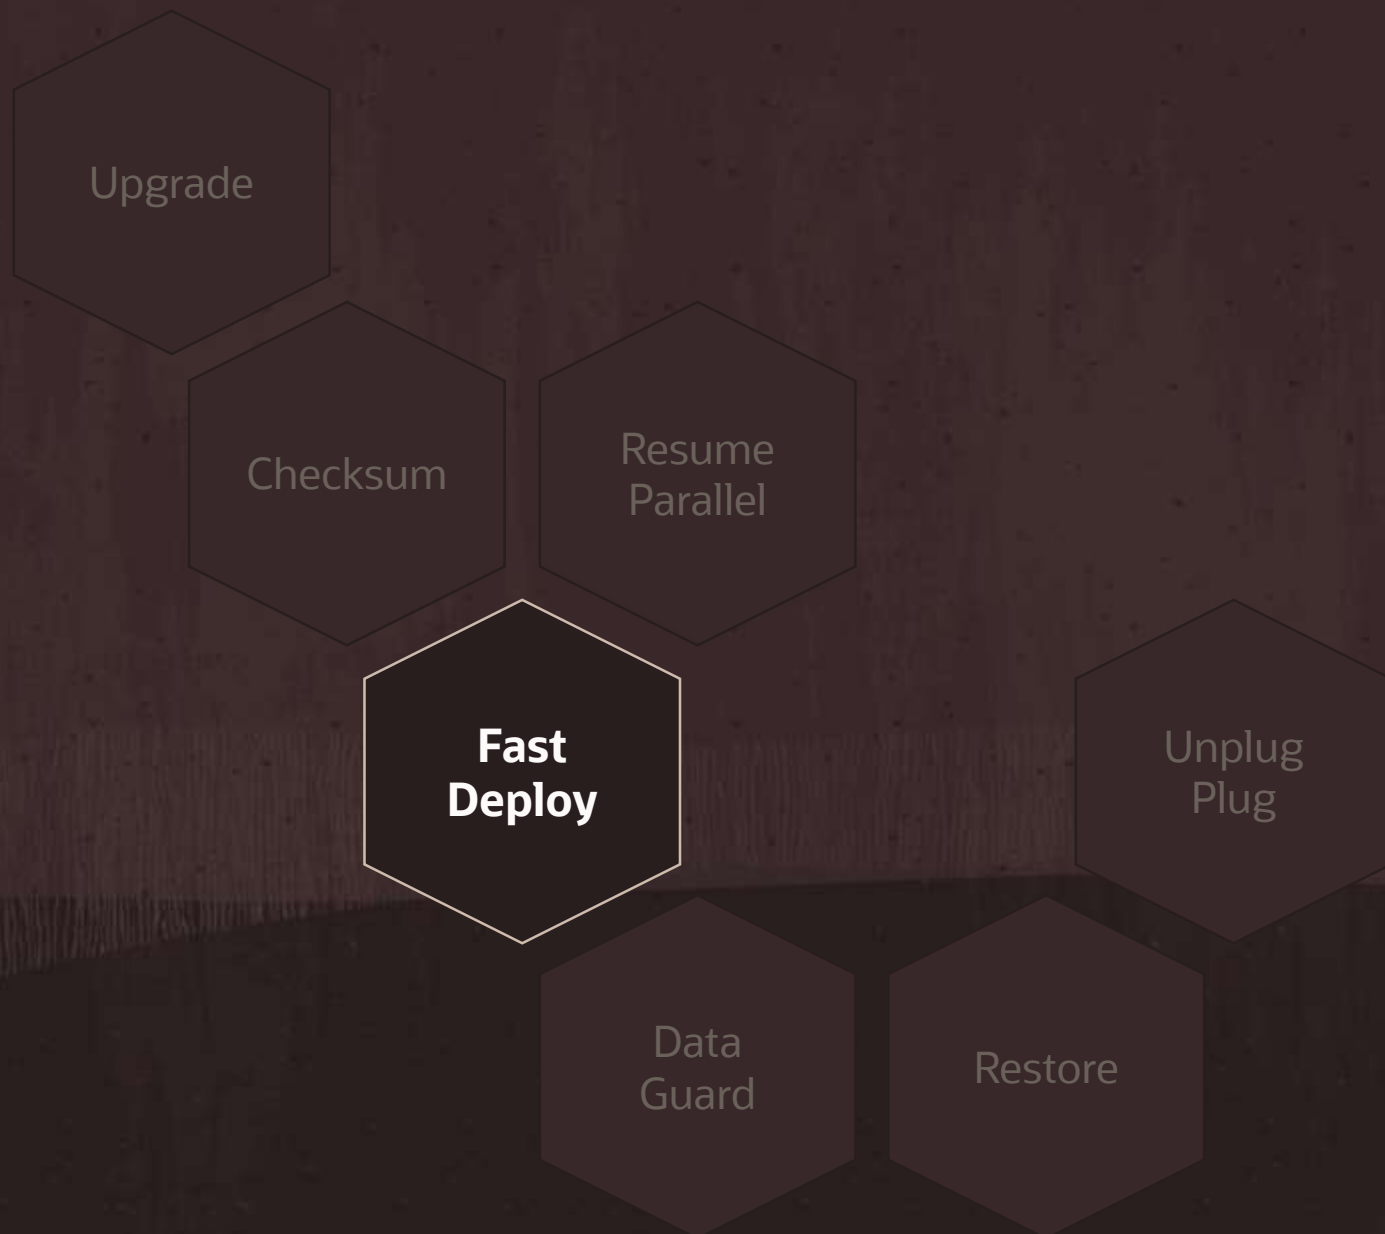 Upgrade
Checksum
Resume
Parallel
Fast
Deploy
Unplug
Plug
Data
Guard
Restore